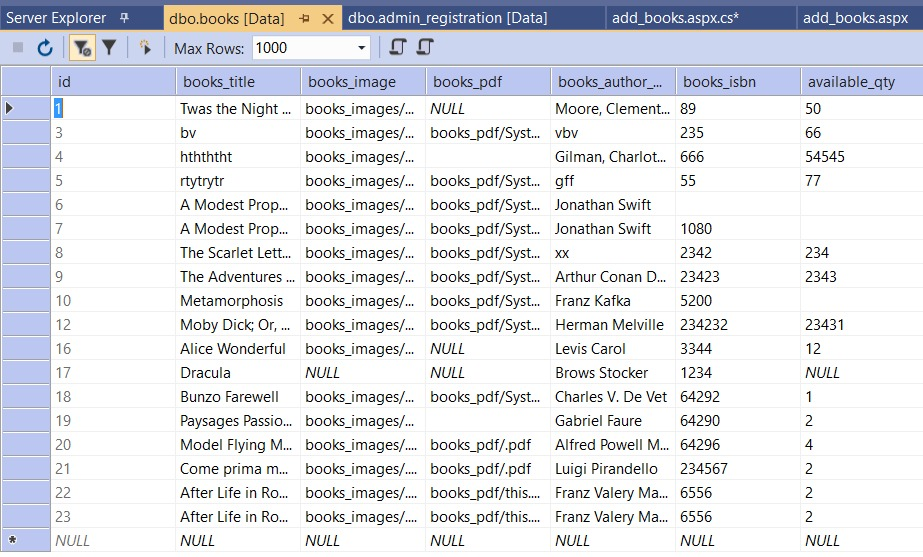 Server Explorer dbo.books [Data] dbo.admin_registration [Data] add_books.aspx.cs* add_books.aspx
Max Rows: 1000
id books_title books_image books_pdf books_author_... books_isbn available_qty
1 Twas the Night ... books_images/... NULL Moore, Clement... 89 50
3 bv books_images/... books_pdf/Syst... vbv 235 66
4 hthththt books_images/... Gilman, Charlot... 666 54545
5 rtytrytr books_images/... books_pdf/Syst... gff 55 77
6 A Modest Prop... books_images/... books_pdf/Syst... Jonathan Swift
7 A Modest Prop... books_images/... books_pdf/Syst... Jonathan Swift 1080
8 The Scarlet Lett... books_images/... books_pdf/Syst... xx 2342 234
9 The Adventures ... books_images/... books_pdf/Syst... Arthur Conan D... 23423 2343
10 Metamorphosis books_images/... books_pdf/Syst... Franz Kafka 5200
12 Moby Dick; Or, ... books_images/... books_pdf/Syst... Herman Melville 234232 23431
16 Alice Wonderful books_images/... NULL Levis Carol 3344 12
17 Dracula NULL NULL Brows Stocker 1234 NULL
18 Bunzo Farewell books_images/... books_pdf/Syst... Charles V. De Vet 64292 1
19 Paysages Passio... books_images/... Gabriel Faure 64290 2
20 Model Flying M... books_images/... books_pdf/.pdf Alfred Powell M... 64296 4
21 Come prima m... books_images/... books_pdf/.pdf Luigi Pirandello 234567 2
22 After Life in Ro... books_images/... books_pdf/this... Franz Valery Ma... 6556 2
23 After Life in Ro... books_images/... books_pdf/this... Franz Valery Ma... 6556 2
NULL NULL NULL NULL NULL NULL NULL